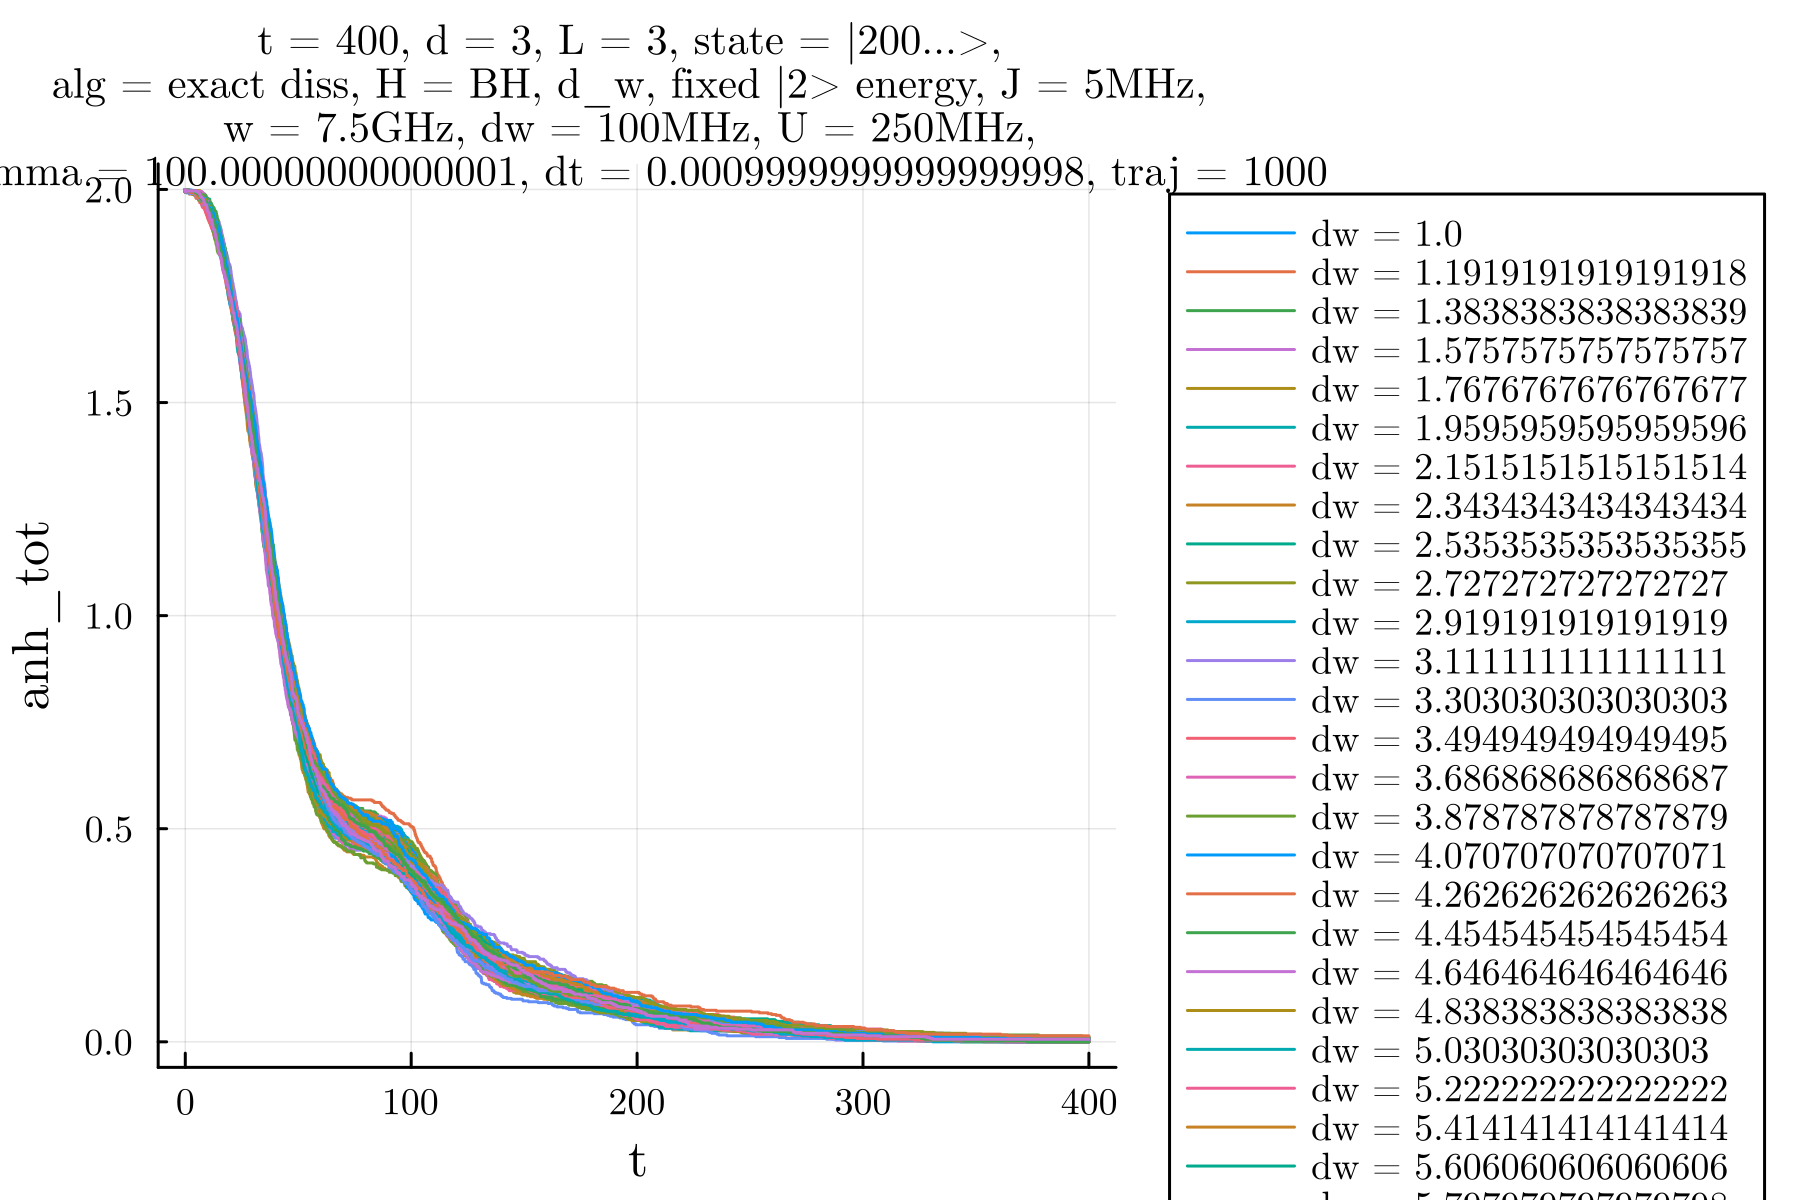 t = 400, d = 3, L = 3, state = |200...>,
alg = exact diss, H = BH, d_w, fixed |2> energy, J = 5MHz,
w = 7.5GHz, dw = 100MHz, U = 250MHz,
mma = 100.00000000000001, dt = 0.0009999999999999998, traj = 1000
2.0
1.5
1.0
0.5
0.0
anh_tot
0 100 200 300 400
t
dw = 1.0
dw = 1.1919191919191918
dw = 1.3838383838383839
dw = 1.5757575757575757
dw = 1.7676767676767677
dw = 1.9595959595959596
dw = 2.1515151515151514
dw = 2.3434343434343434
dw = 2.5353535353535355
dw = 2.727272727272727
dw = 2.919191919191919
dw = 3.111111111111111
dw = 3.303030303030303
dw = 3.494949494949495
dw = 3.686868686868687
dw = 3.878787878787879
dw = 4.070707070707071
dw = 4.262626262626263
dw = 4.454545454545454
dw = 4.646464646464646
dw = 4.838383838383838
dw = 5.03030303030303
dw = 5.222222222222222
dw = 5.414141414141414
dw = 5.606060606060606